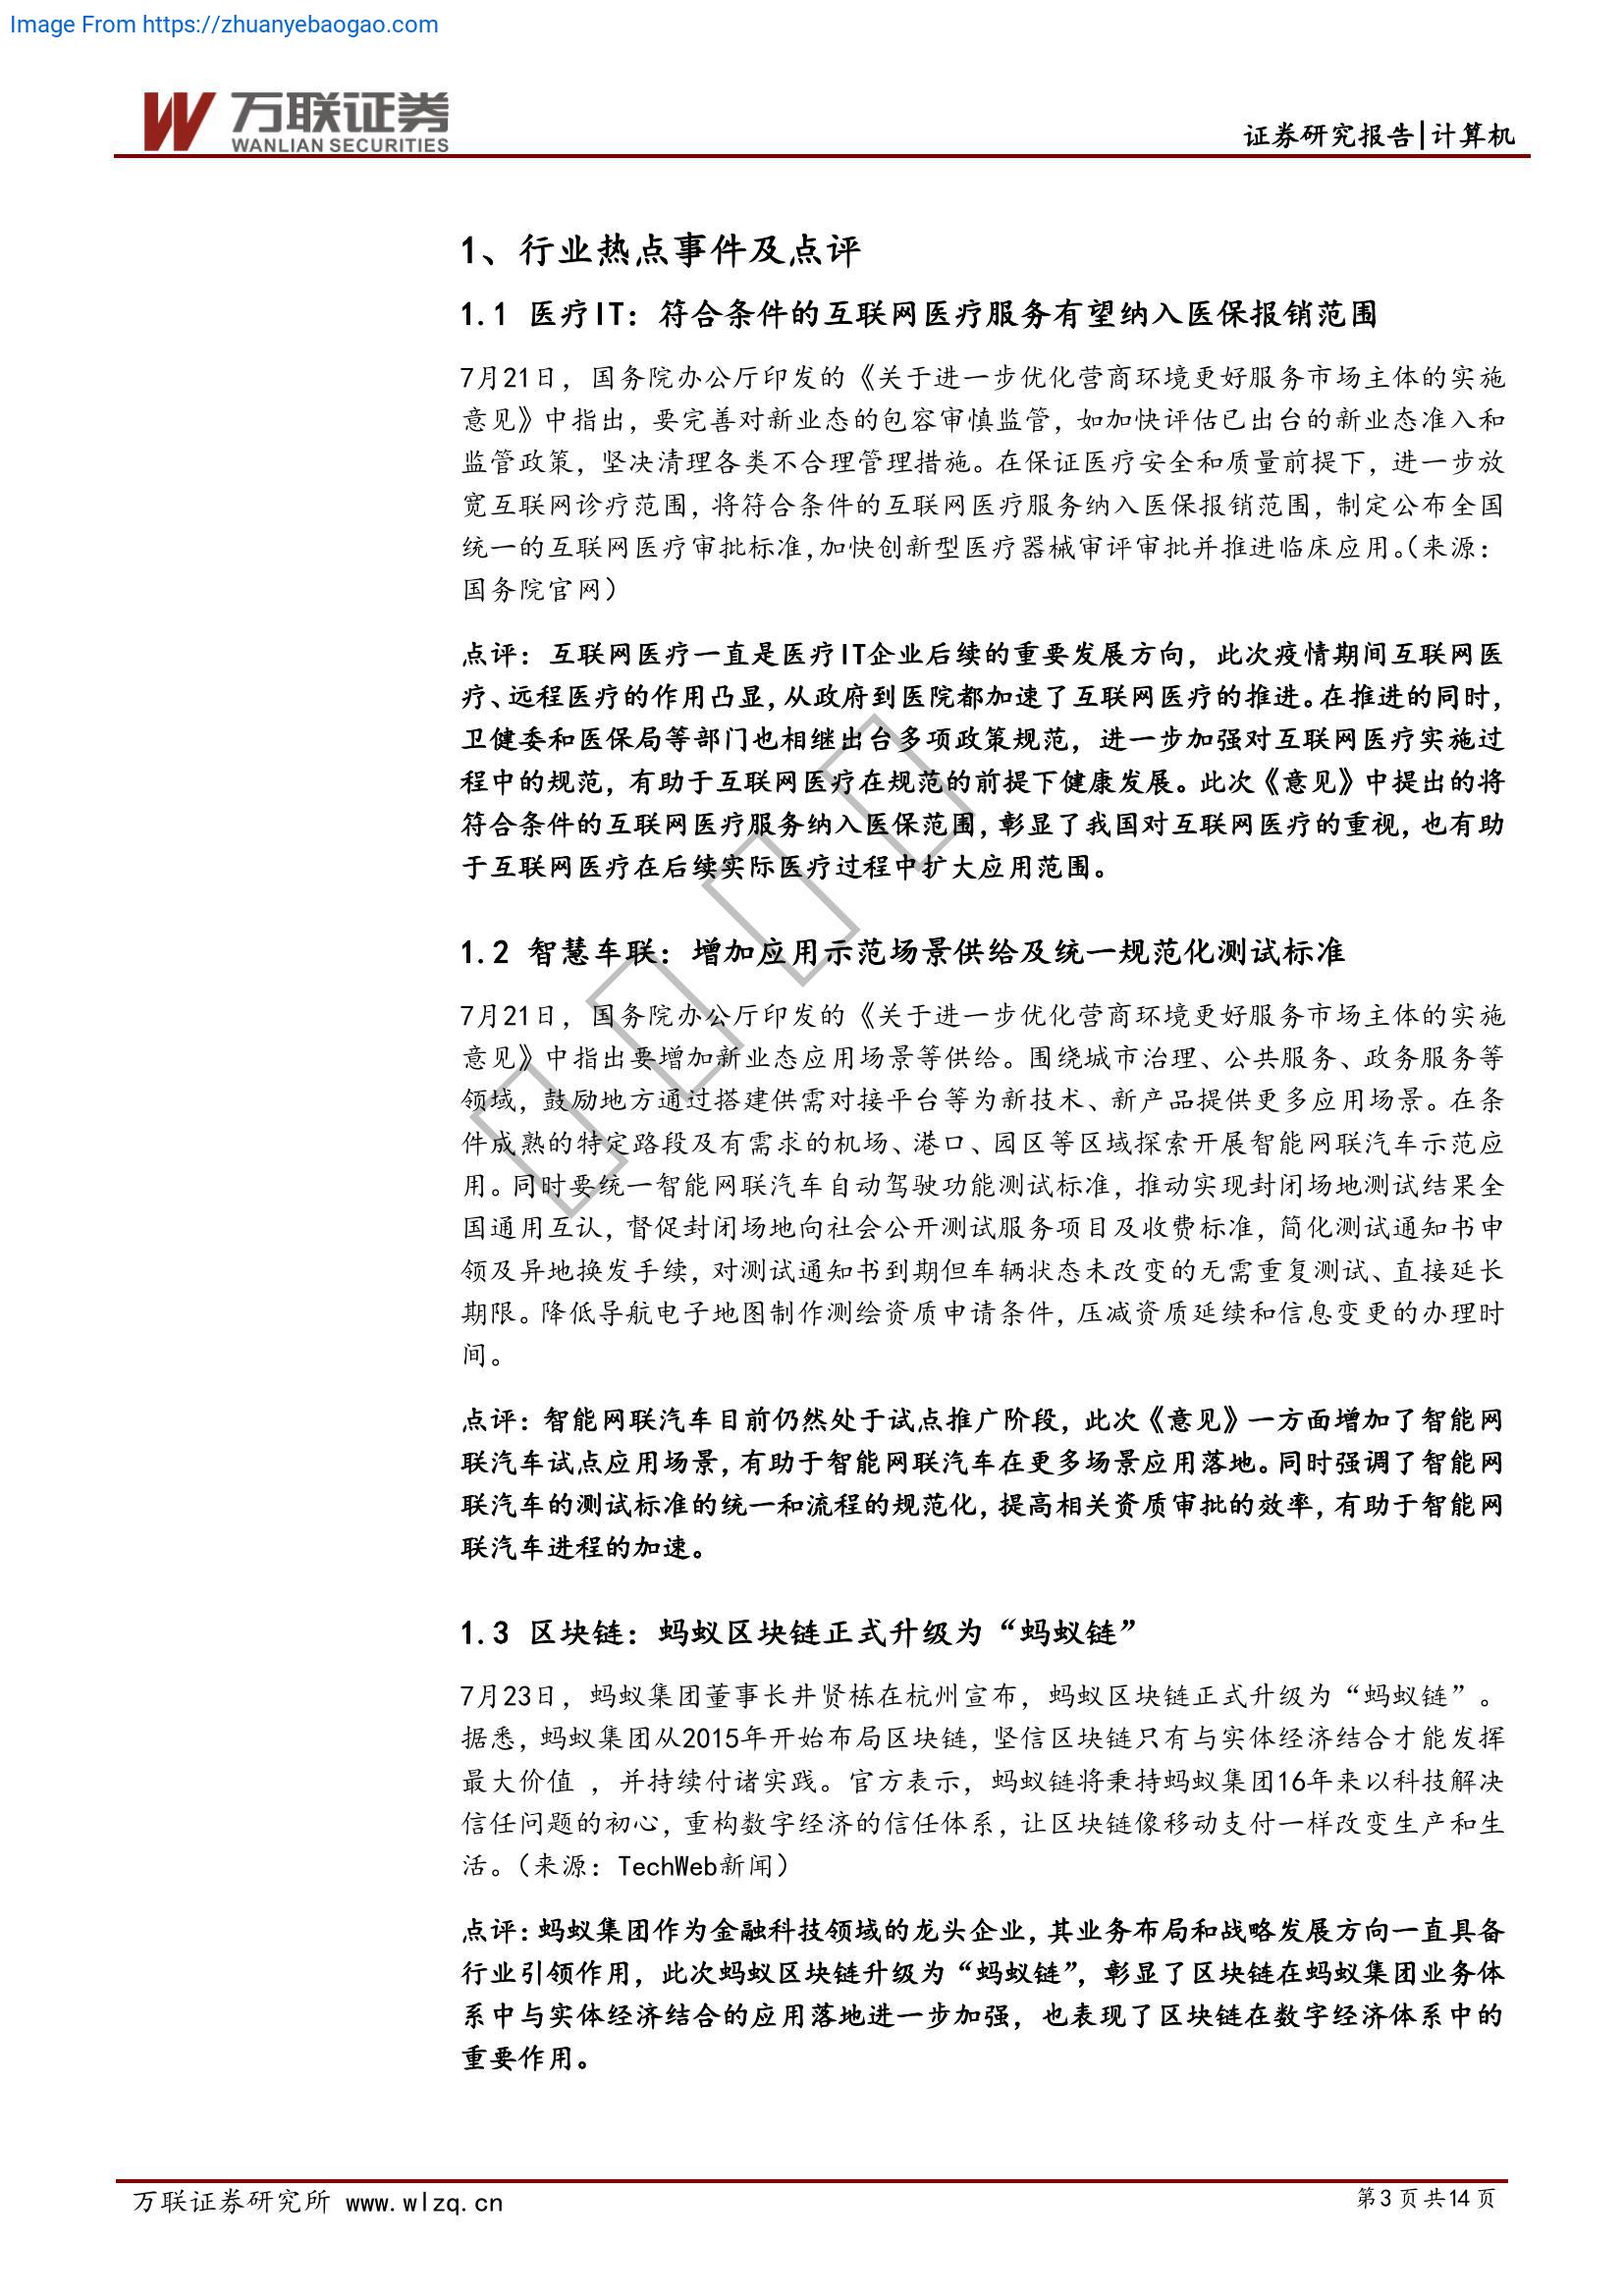 Image From https://zhuanyebaogao.com
万联证券
WANLIAN SECURITIES
证券研究报告|计算机
1、行业热点事件及点评
1.1 医疗IT：符合条件的互联网医疗服务有望纳入医保报销范围
7月21日，国务院办公厅印发的《关于进一步优化营商环境更好服务市场主体的实施
意见》中指出，要完善对新业态的包容审慎监管，如加快评估已出台的新业态准入和
监管政策，坚决清理各类不合理管理措施。在保证医疗安全和质量前提下，进一步放
宽互联网诊疗范围，将符合条件的互联网医疗服务纳入医保报销范围，制定公布全国
统一的互联网医疗审批标准，加快创新型医疗器械审评审批并推进临床应用。（来源：
国务院官网）
点评：互联网医疗一直是医疗IT企业后续的重要发展方向，此次疫情期间互联网医
疗、远程医疗的作用凸显，从政府到医院都加速了互联网医疗的推进。在推进的同时，
卫健委和医保局等部门也相继出台多项政策规范，进一步加强对互联网医疗实施过
程中的规范，有助于互联网医疗在规范的前提下健康发展。此次《意见》中提出的将
符合条件的互联网医疗服务纳入医保范围，彰显了我国对互联网医疗的重视，也有助
于互联网医疗在后续实际医疗过程中扩大应用范围。
1.2 智慧车联：增加应用示范场景供给及统一规范化测试标准
7月21日，国务院办公厅印发的《关于进一步优化营商环境更好服务市场主体的实施
意见》中指出要增加新业态应用场景等供给。围绕城市治理、公共服务、政务服务等
领域，鼓励地方通过搭建供需对接平台等为新技术、新产品提供更多应用场景。在条
件成熟的特定路段及有需求的机场、港口、园区等区域探索开展智能网联汽车示范应
用。同时要统一智能网联汽车自动驾驶功能测试标准，推动实现封闭场地测试结果全
国通用互认，督促封闭场地向社会公开测试服务项目及收费标准，简化测试通知书申
领及异地换发手续，对测试通知书到期但车辆状态未改变的无需重复测试、直接延长
期限。降低导航电子地图制作测绘资质申请条件，压减资质延续和信息变更的办理时
间。
点评：智能网联汽车目前仍然处于试点推广阶段，此次《意见》一方面增加了智能网
联汽车试点应用场景，有助于智能网联汽车在更多场景应用落地。同时强调了智能网
联汽车的测试标准的统一和流程的规范化，提高相关资质审批的效率，有助于智能网
联汽车进程的加速。
1.3 区块链：蚂蚁区块链正式升级为“蚂蚁链”
7月23日，蚂蚁集团董事长井贤栋在杭州宣布，蚂蚁区块链正式升级为“蚂蚁链”。
据悉，蚂蚁集团从2015年开始布局区块链，坚信区块链只有与实体经济结合才能发挥
最大价值 ，并持续付诸实践。官方表示，蚂蚁链将秉持蚂蚁集团16年来以科技解决
信任问题的初心，重构数字经济的信任体系，让区块链像移动支付一样改变生产和生
活。（来源：TechWeb新闻）
点评：蚂蚁集团作为金融科技领域的龙头企业，其业务布局和战略发展方向一直具备
行业引领作用，此次蚂蚁区块链升级为“蚂蚁链”，彰显了区块链在蚂蚁集团业务体
系中与实体经济结合的应用落地进一步加强，也表现了区块链在数字经济体系中的
重要作用。
万联证券研究所 www.wlzq.cn
第3页共14页